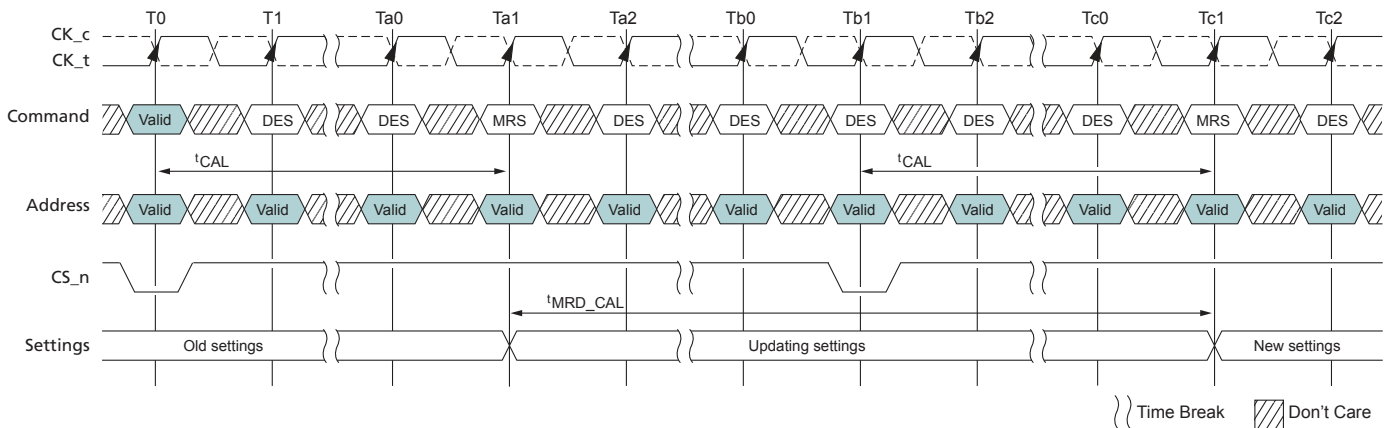 T0 T1 Ta0 Ta1 Ta2 Tb0 Tb1 Tb2 Tc0 Tc1 Tc2
CK_c
CK_t
Command Valid DES DES MRS DES DES DES DES DES MRS DES
tCAL tCAL
Address Valid Valid Valid Valid Valid Valid Valid Valid Valid Valid Valid
CS_n
tMRD_CAL
Settings Old settings Updating settings New settings
Time Break Don't Care